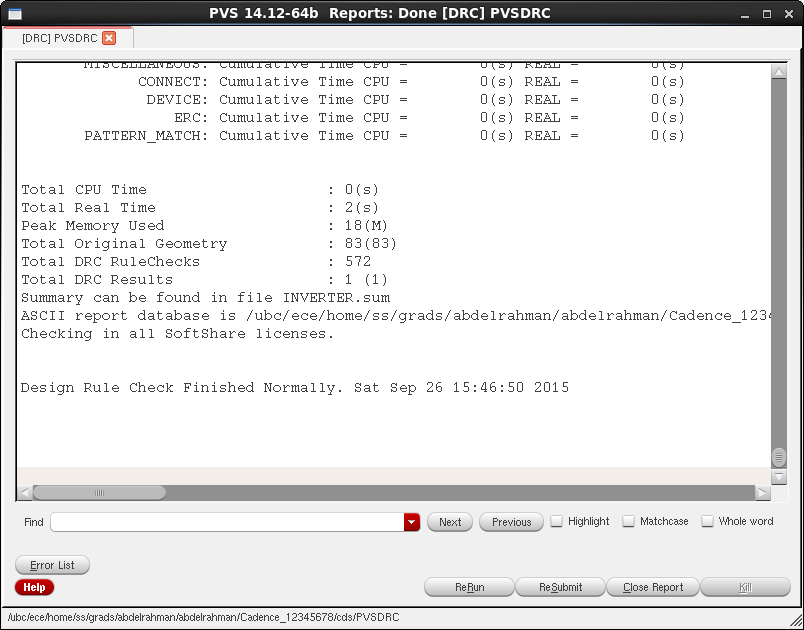 PVS 14.12-64b Reports: Done [DRC] PVSDRC
[DRC] PVSDRC
MISCELLANEOUS: Cumulative Time CPU = 0(s) REAL = 0(s)
CONNECT: Cumulative Time CPU = 0(s) REAL = 0(s)
DEVICE: Cumulative Time CPU = 0(s) REAL = 0(s)
ERC: Cumulative Time CPU = 0(s) REAL = 0(s)
PATTERN_MATCH: Cumulative Time CPU = 0(s) REAL = 0(s)
Total CPU Time : 0(s)
Total Real Time : 2(s)
Peak Memory Used : 18(M)
Total Original Geometry : 83(83)
Total DRC RuleChecks : 572
Total DRC Results : 1 (1)
Summary can be found in file INVERTER.sum
ASCII report database is /ubc/ece/home/ss/grads/abdelrahman/abdelrahman/Cadence_1234
Checking in all SoftShare licenses.
Design Rule Check Finished Normally. Sat Sep 26 15:46:50 2015
Find Next Previous Highlight Matchcase Whole word
Error List
Help ReRun ReSubmit Close Report Kill
/ubc/ece/home/ss/grads/abdelrahman/abdelrahman/Cadence_12345678/cds/PVSDRC